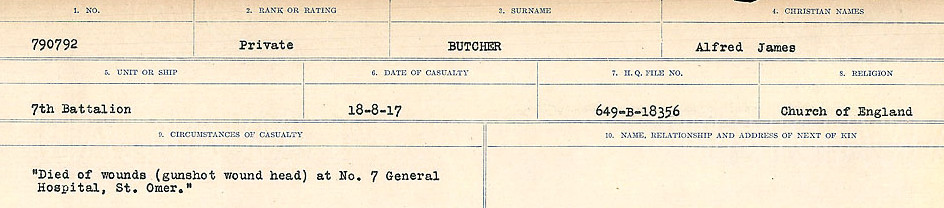 1. NO. 2. RANK OR RATING 3. SURNAME 4. CHRISTIAN NAMES
790792 Private BUTCHER Alfred James
5. UNIT OR SHIP 6. DATE OF CASUALTY 7. H.Q. FILE NO. 8. RELIGION
7th Battalion 18-8-17 649-B-18356 Church of England
9. CIRCUMSTANCES OF CASUALTY 10. NAME, RELATIONSHIP AND ADDRESS OF NEXT OF KIN
"Died of wounds (gunshot wound head) at No. 7 General
Hospital, St. Omer."